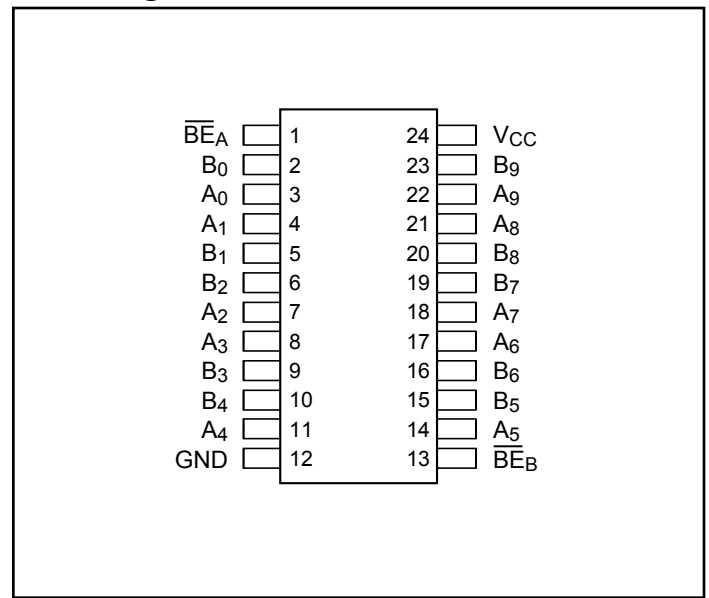 B̅E̅A 1 24 VCC
B0 2 23 B9
A0 3 22 A9
A1 4 21 A8
B1 5 20 B8
B2 6 19 B7
A2 7 18 A7
A3 8 17 A6
B3 9 16 B6
B4 10 15 B5
A4 11 14 A5
GND 12 13 B̅E̅B